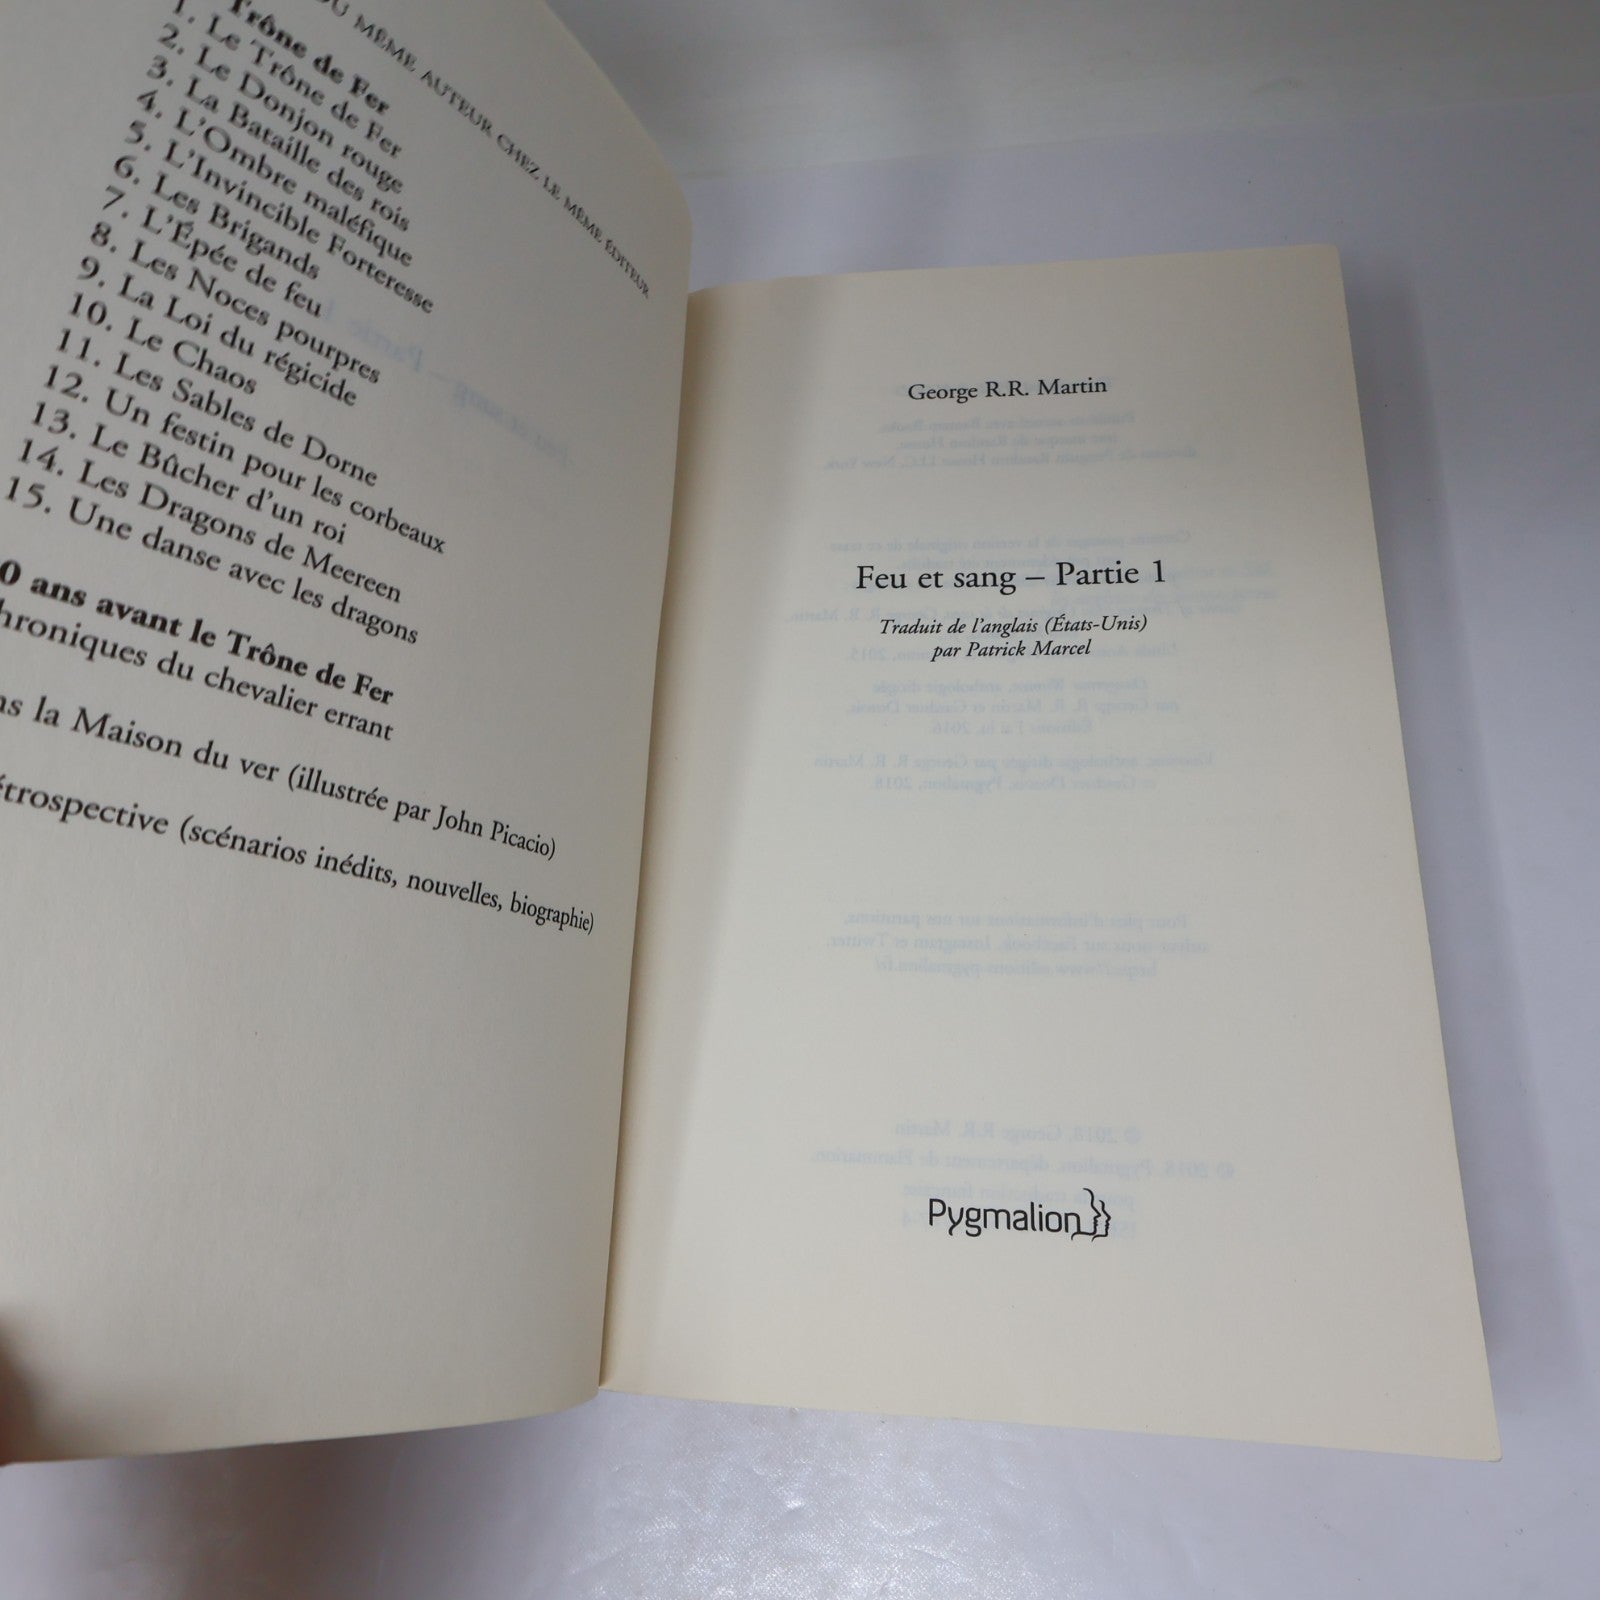 DU MÊME AUTEUR CHEZ LE MÊME ÉDITEUR
Trône de Fer
1. Le Trône de Fer
2. Le Donjon rouge
3. La Bataille des rois
4. L'Ombre maléfique
5. L'Invincible Forteresse
6. Les Brigands
7. L'Épée de feu
8. Les Noces pourpres
9. La Loi du régicide
10. Le Chaos
11. Les Sables de Dorne
12. Un festin pour les corbeaux
13. Le Bûcher d'un roi
14. Les Dragons de Meereen
15. Une danse avec les dragons
0 ans avant le Trône de Fer
hroniques du chevalier errant
ns la Maison du ver (illustrée par John Picacio)
étrospective (scénarios inédits, nouvelles, biographie)
George R.R. Martin
Feu et sang – Partie 1
Traduit de l'anglais (États-Unis)
par Patrick Marcel
Pygmalion